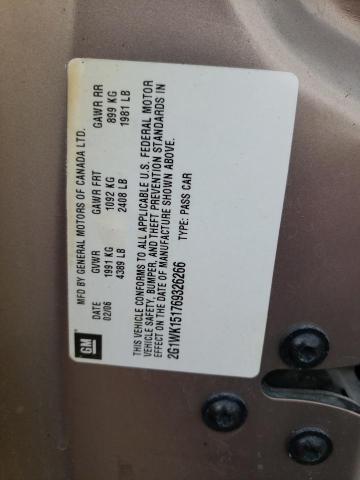 GM
MFD BY GENERAL MOTORS OF CANADA LTD.
DATE GVWR GAWR FRT GAWR RR
02/06 1991 KG 1092 KG 899 KG
4389 LB 2408 LB 1981 LB
THIS VEHICLE CONFORMS TO ALL APPLICABLE U.S. FEDERAL MOTOR
VEHICLE SAFETY, BUMPER, AND THEFT PREVENTION STANDARDS IN
EFFECT ON THE DATE OF MANUFACTURE SHOWN ABOVE.
2G1WK151769326266 TYPE: PASS CAR